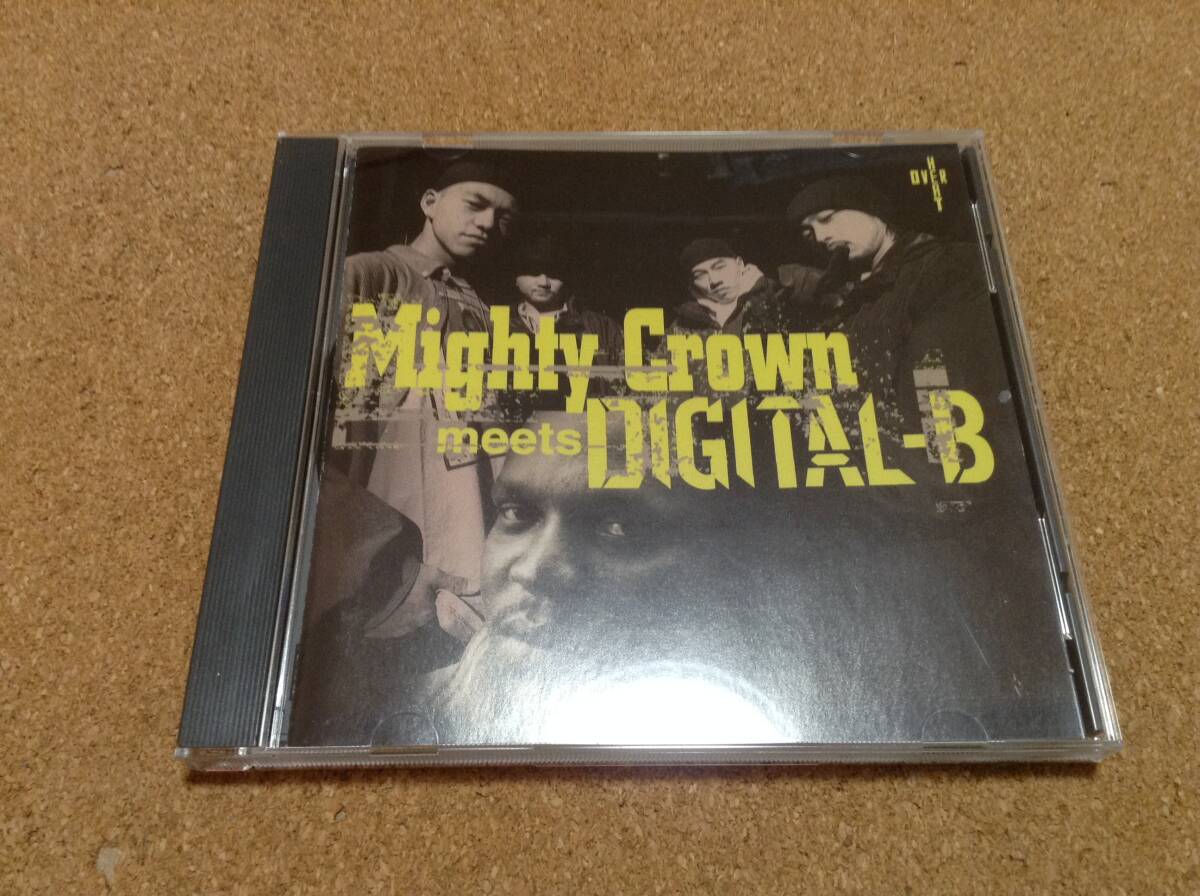 OVER
HEAT
Mighty Crown
meets DIGITAL-B